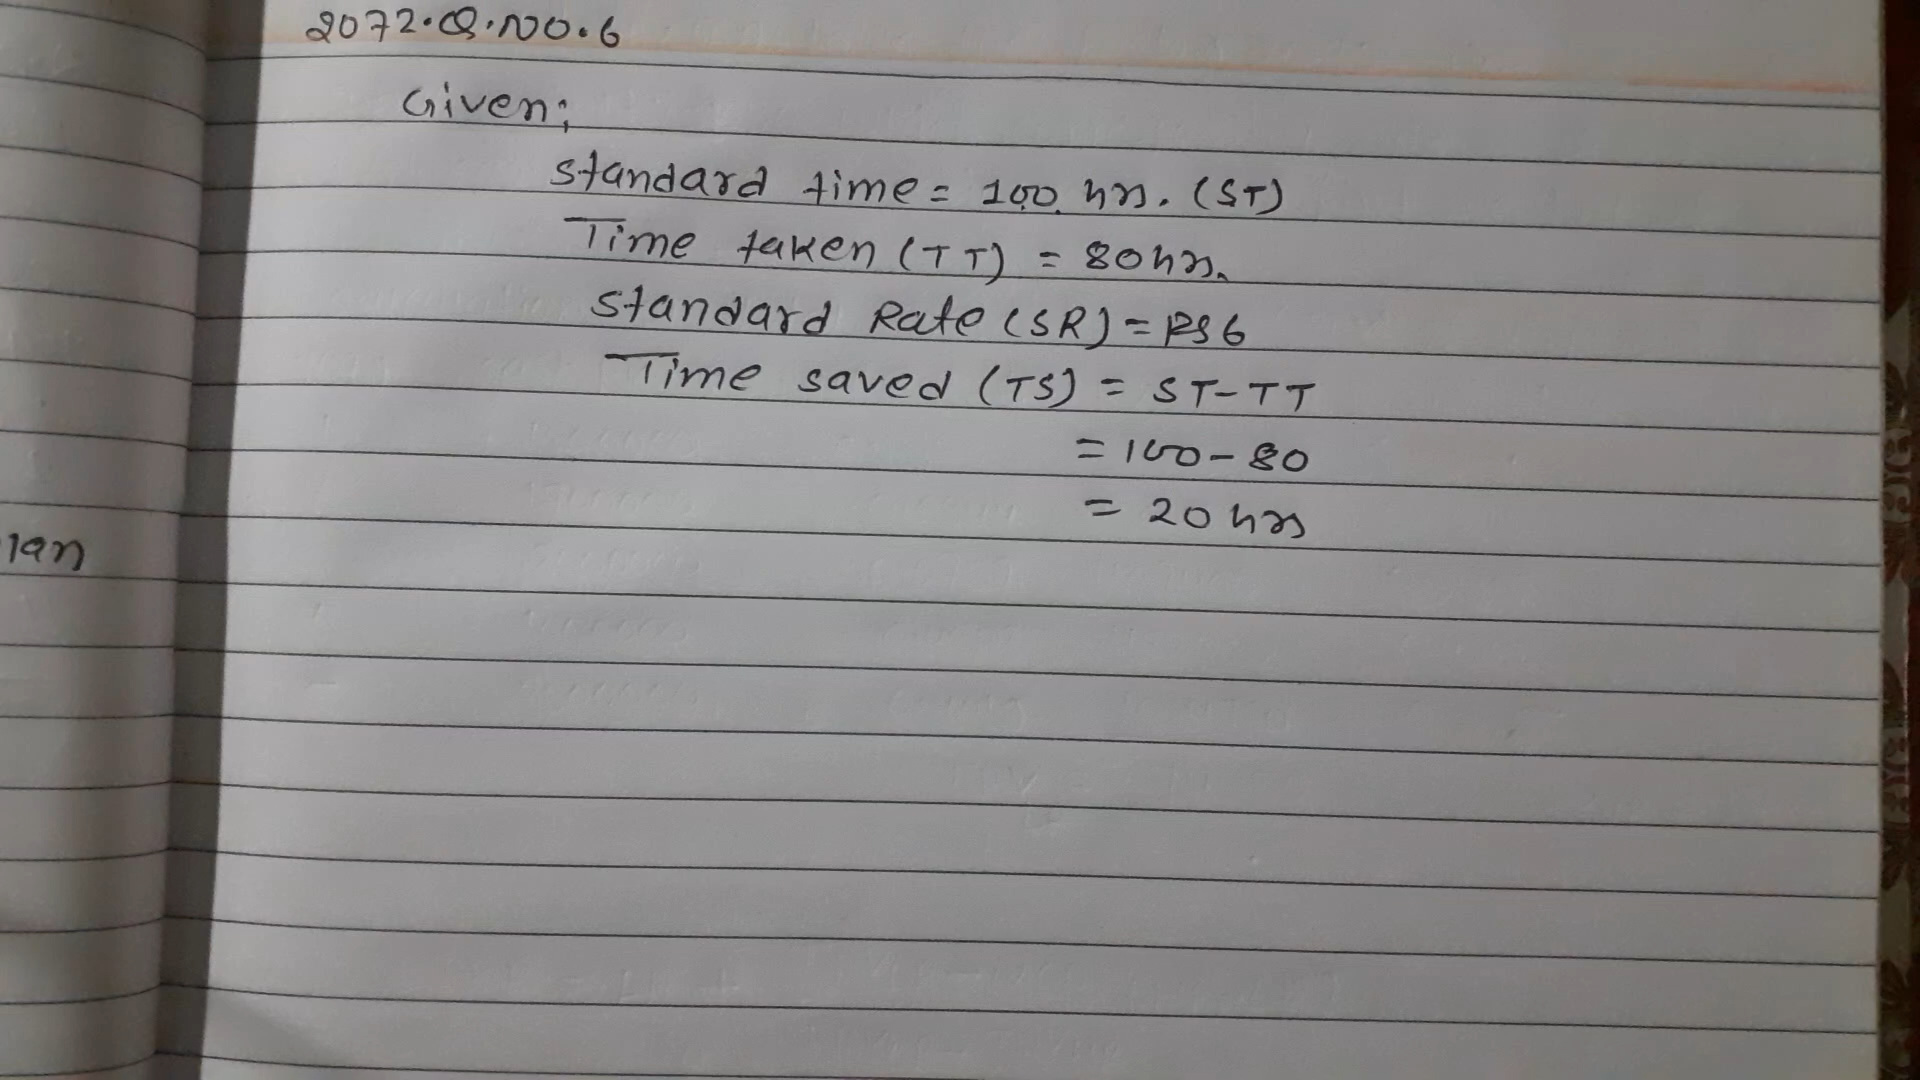 2072.Q.NO.6
Given;
standard time = 100 hrs. (ST)
Time taken (TT) = 80hrs.
Standard Rate (SR) = RS 6
Time saved (TS) = ST-TT
= 100-80
= 20 hrs
lan